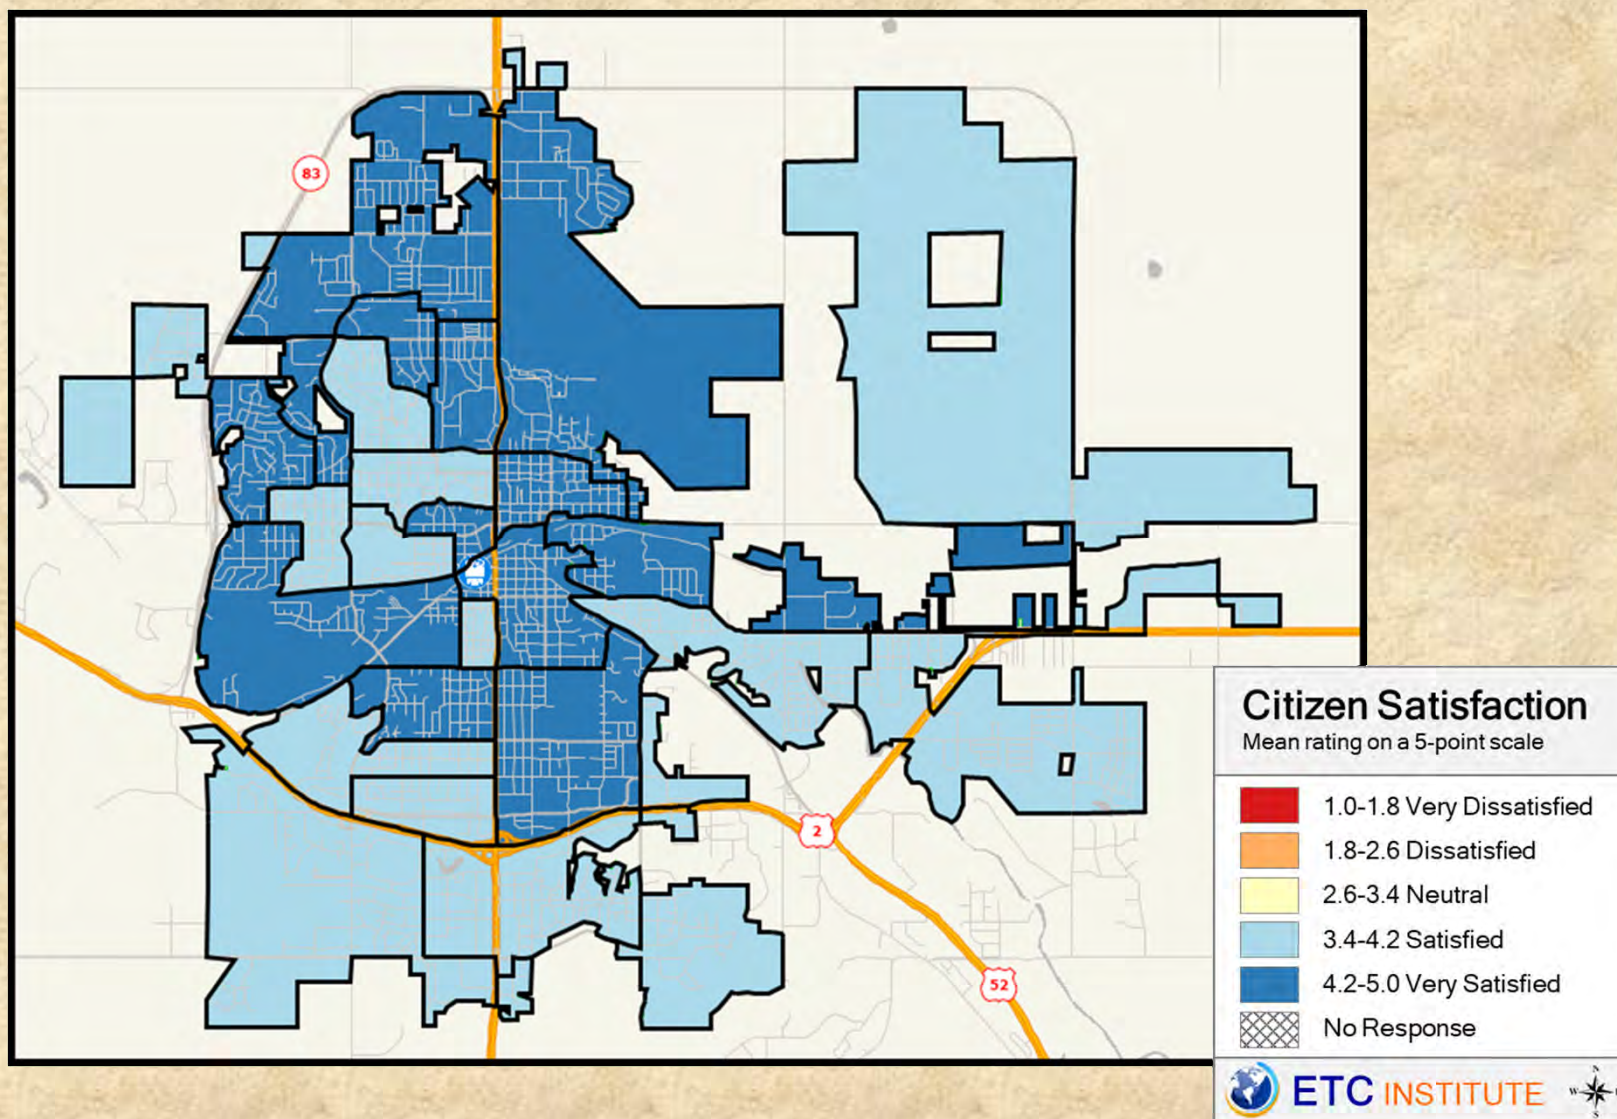 83
2
52
Citizen Satisfaction
Mean rating on a 5-point scale
1.0-1.8 Very Dissatisfied
1.8-2.6 Dissatisfied
2.6-3.4 Neutral
3.4-4.2 Satisfied
4.2-5.0 Very Satisfied
No Response
ETC INSTITUTE
N
W
S